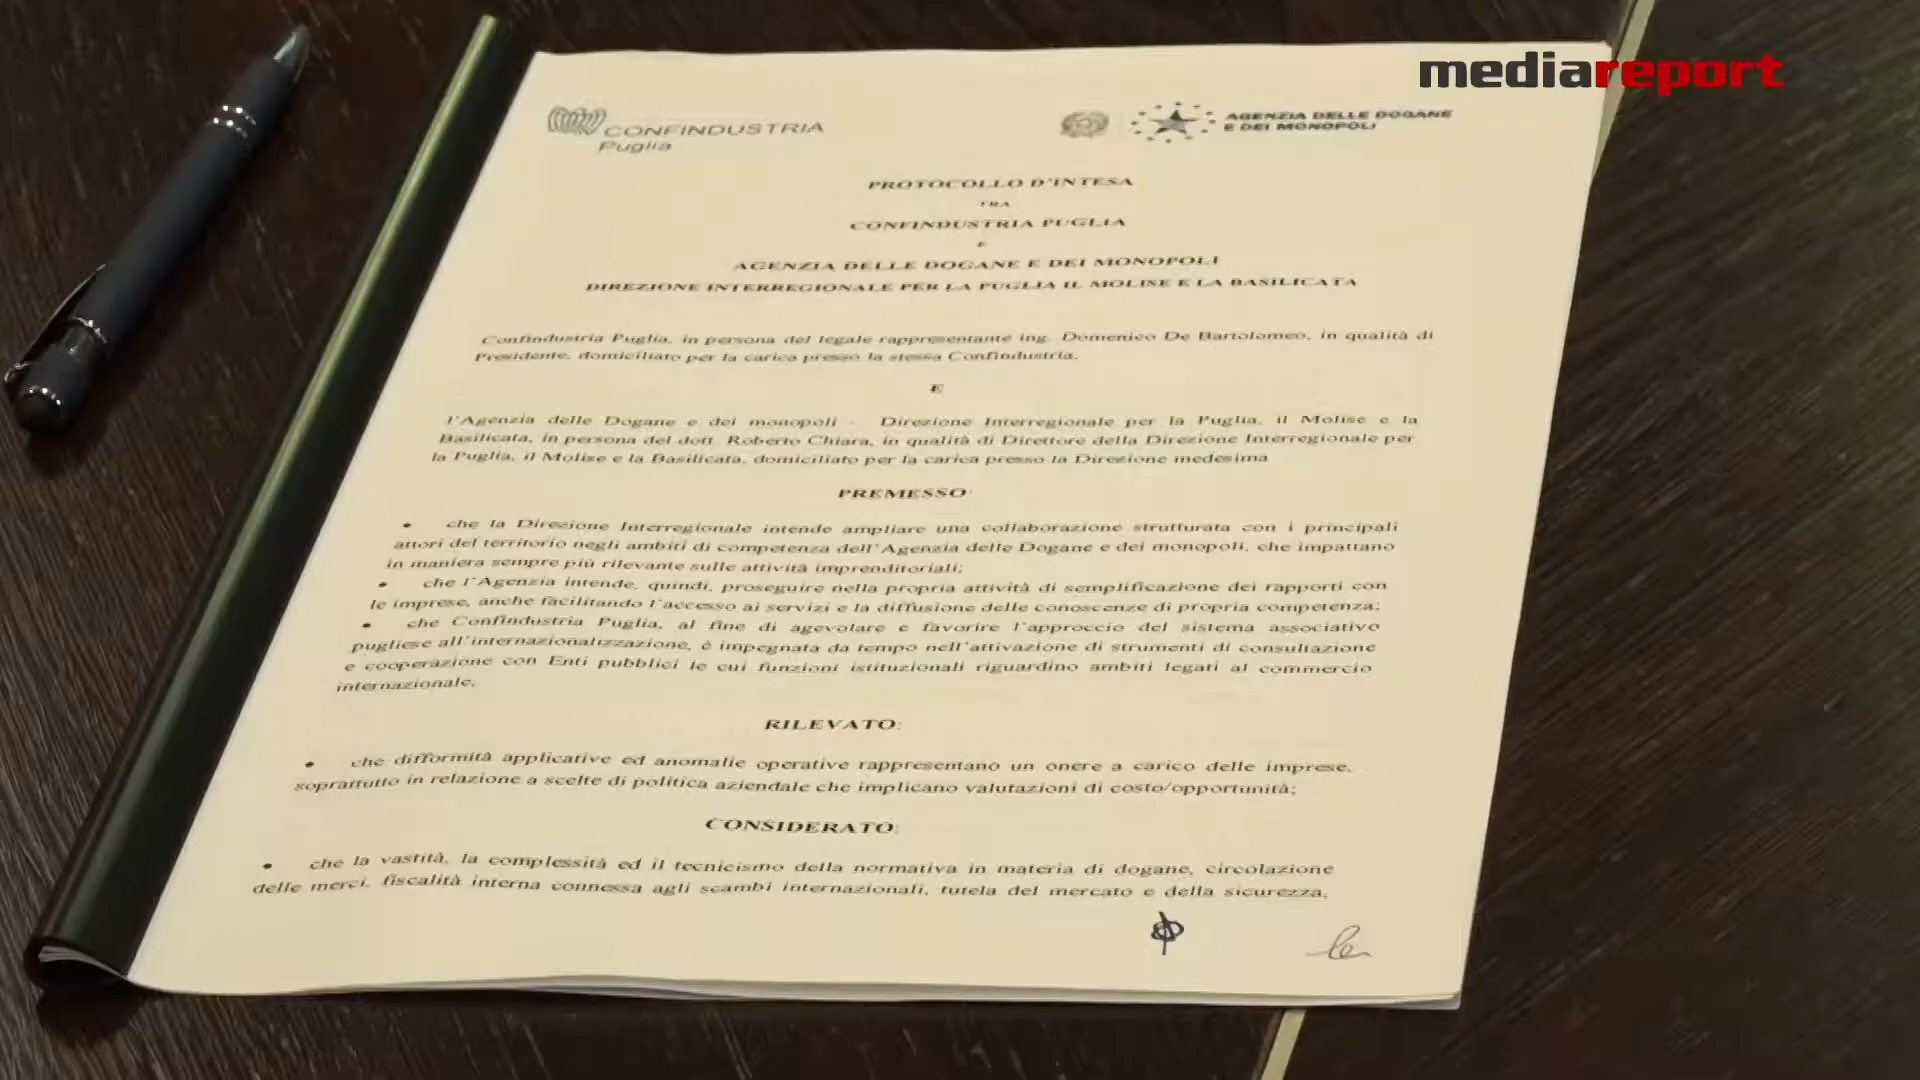 mediareport
CONFINDUSTRIA
Puglia
AGENZIA DELLE DOGANE
E DEI MONOPOLI
PROTOCOLLO D'INTESA
TRA
CONFINDUSTRIA PUGLIA
E
AGENZIA DELLE DOGANE E DEI MONOPOLI
DIREZIONE INTERREGIONALE PER LA PUGLIA IL MOLISE E LA BASILICATA
Confindustria Puglia, in persona del legale rappresentante ing. Domenico De Bartolomeo, in qualità di
Presidente, domiciliato per la carica presso la stessa Confindustria.
E
l'Agenzia delle Dogane e dei monopoli - Direzione Interregionale per la Puglia, il Molise e la
Basilicata, in persona del dott. Roberto Chiara, in qualità di Direttore della Direzione Interregionale per
la Puglia, il Molise e la Basilicata, domiciliato per la carica presso la Direzione medesima
PREMESSO:
• che la Direzione Interregionale intende ampliare una collaborazione strutturata con i principali
attori del territorio negli ambiti di competenza dell'Agenzia delle Dogane e dei monopoli, che impattano
in maniera sempre più rilevante sulle attività imprenditoriali;
• che l'Agenzia intende, quindi, proseguire nella propria attività di semplificazione dei rapporti con
le imprese, anche facilitando l'accesso ai servizi e la diffusione delle conoscenze di propria competenza;
• che Confindustria Puglia, al fine di agevolare e favorire l'approccio del sistema associativo
pugliese all'internazionalizzazione, è impegnata da tempo nell'attivazione di strumenti di consultazione
e cooperazione con Enti pubblici le cui funzioni istituzionali riguardino ambiti legati al commercio
internazionale;
RILEVATO:
• che difformità applicative ed anomalie operative rappresentano un onere a carico delle imprese,
soprattutto in relazione a scelte di politica aziendale che implicano valutazioni di costo/opportunità;
CONSIDERATO:
• che la vastità, la complessità ed il tecnicismo della normativa in materia di dogane, circolazione
delle merci, fiscalità interna connessa agli scambi internazionali, tutela del mercato e della sicurezza,